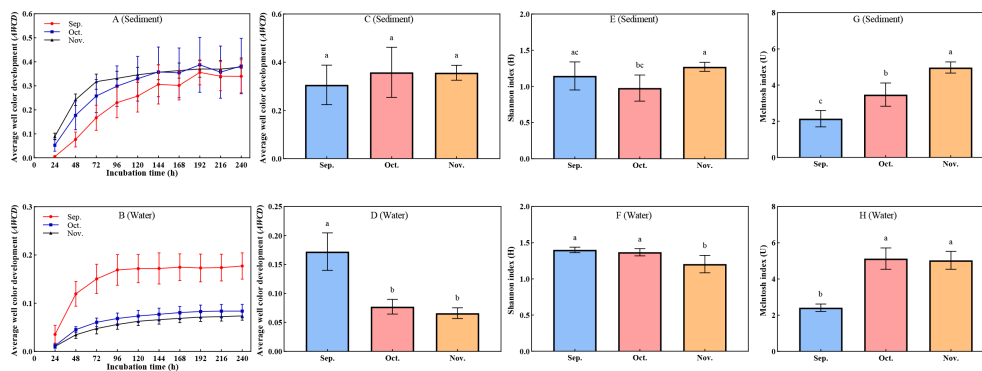 A (Sediment)
Sep.
Oct.
Nov.
Average well color development (AWCD)
0.6
0.5
0.4
0.3
0.2
0.1
0.0
0 24 48 72 96 120 144 168 192 216 240
Incubation time (h)
C (Sediment)
Average well color development (AWCD)
0.6
0.4
0.2
0.0
a a a
Sep. Oct. Nov.
E (Sediment)
Shannon index (H)
2.0
1.5
1.0
0.5
0.0
ac bc a
Sep. Oct. Nov.
G (Sediment)
McIntosh index (U)
8
6
4
2
0
c b a
Sep. Oct. Nov.
B (Water)
Sep.
Oct.
Nov.
Average well color development (AWCD)
0.3
0.2
0.1
0.0
0 24 48 72 96 120 144 168 192 216 240
Incubation time (h)
D (Water)
Average well color development (AWCD)
0.25
0.20
0.15
0.10
0.05
0.00
a b b
Sep. Oct. Nov.
F (Water)
Shannon index (H)
2.0
1.5
1.0
0.5
0.0
a a b
Sep. Oct. Nov.
H (Water)
McIntosh index (U)
8
6
4
2
0
b a a
Sep. Oct. Nov.